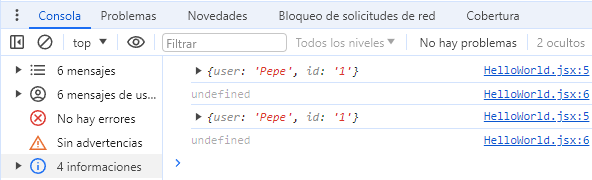 Consola Problemas Novedades Bloqueo de solicitudes de red Cobertura
top Filtrar Todos los niveles No hay problemas 2 ocultos
6 mensajes
6 mensajes de us...
No hay errores
Sin advertencias
4 informaciones
{user: 'Pepe', id: '1'} HelloWorld.jsx:5
undefined HelloWorld.jsx:6
{user: 'Pepe', id: '1'} HelloWorld.jsx:5
undefined HelloWorld.jsx:6